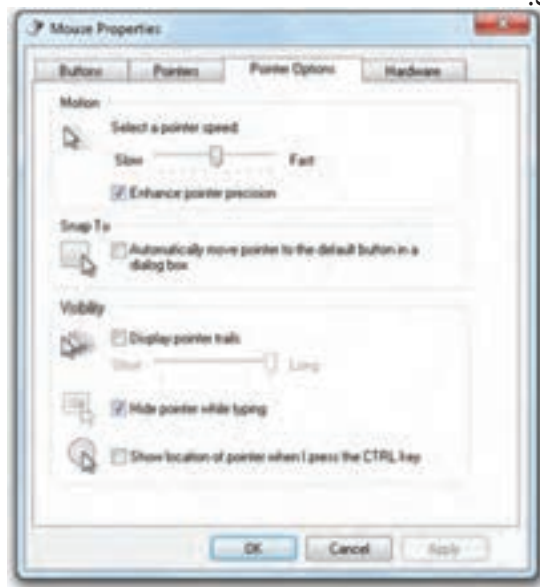 Mouse Properties
Buttons Pointers Pointer Options Hardware
Motion
Select a pointer speed
Slow Fast
Enhance pointer precision
Snap To
Automatically move pointer to the default button in a
dialog box
Visibility
Display pointer trails
Short Long
Hide pointer while typing
Show location of pointer when I press the CTRL key
OK Cancel Apply